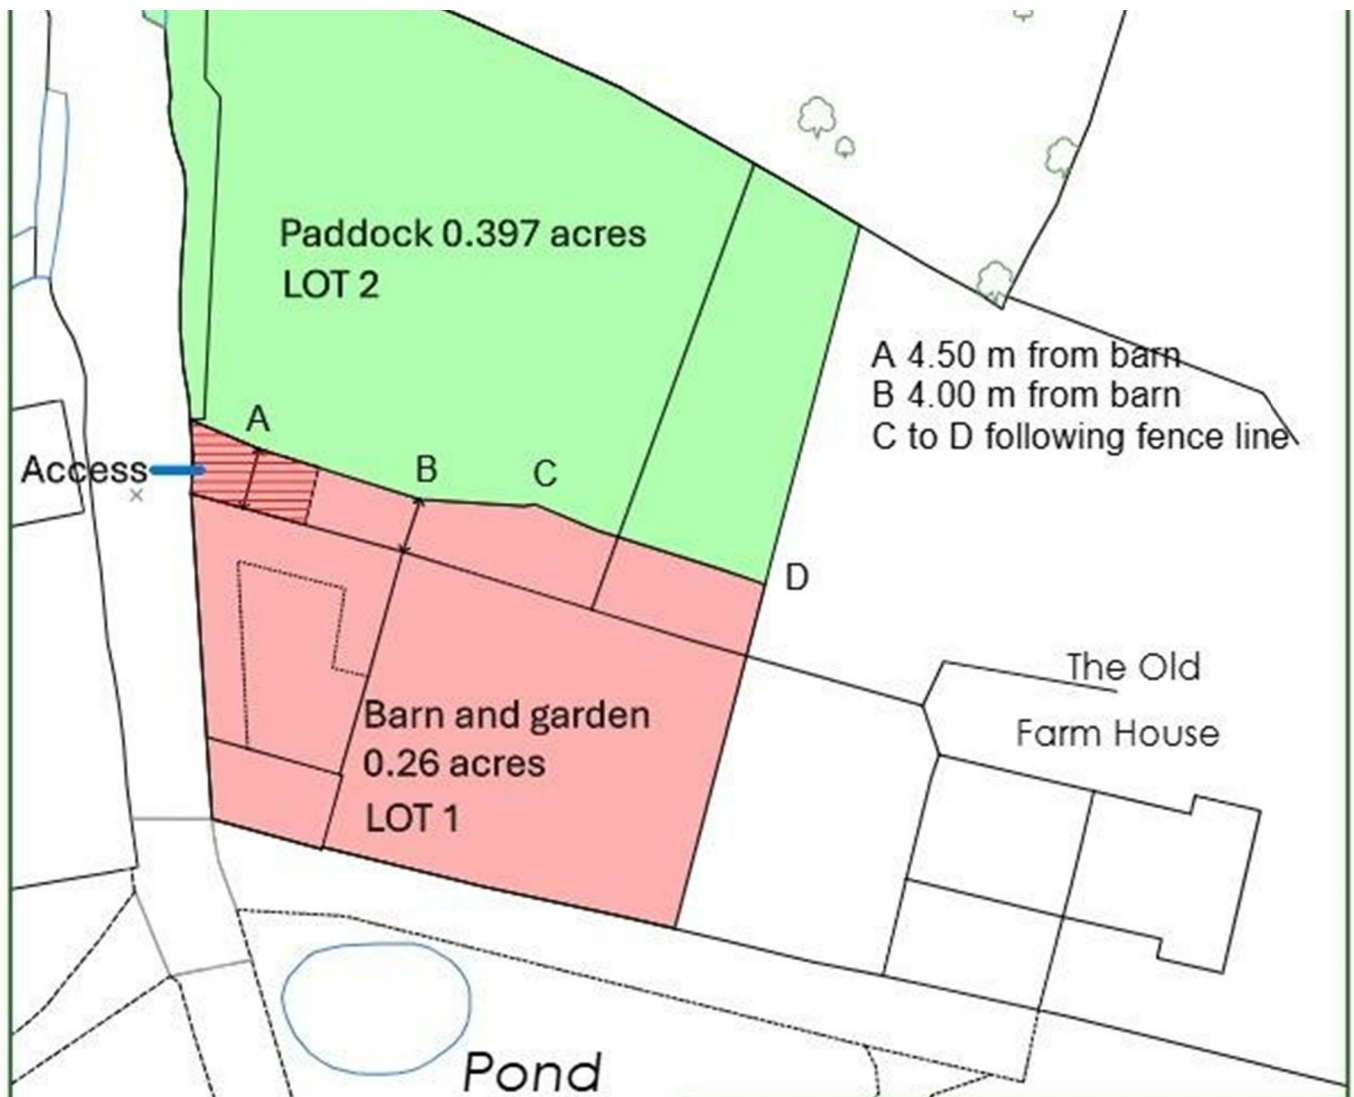 Paddock 0.397 acres
LOT 2
A 4.50 m from barn
B 4.00 m from barn
C to D following fence line
A
Access
B
C
D
The Old
Farm House
Barn and garden
0.26 acres
LOT 1
Pond